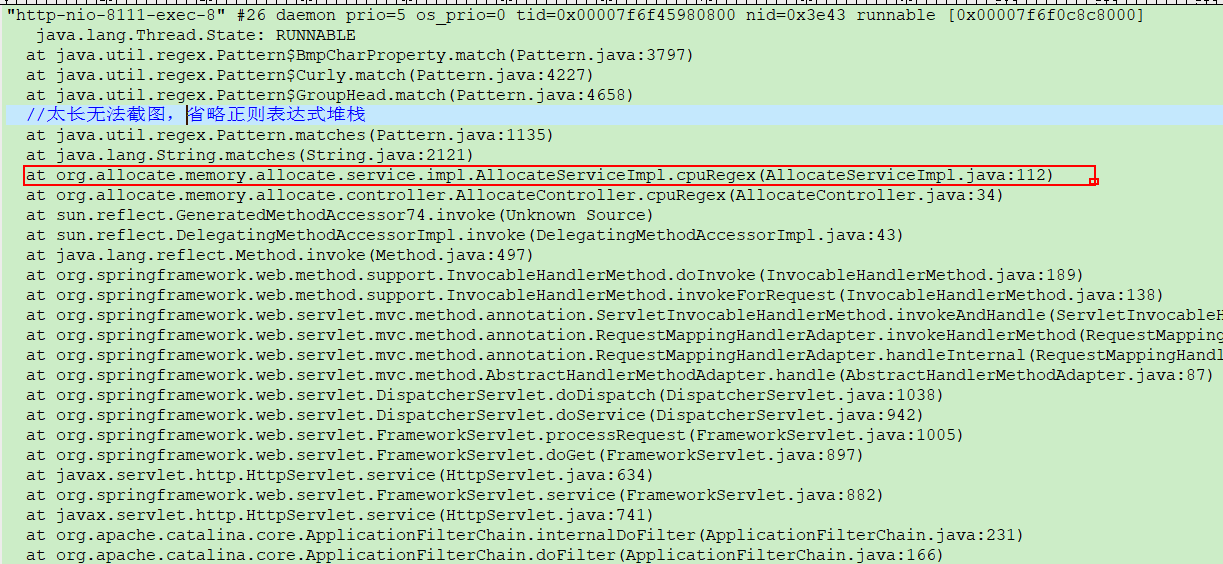 "http-nio-8111-exec-8" #26 daemon prio=5 os_prio=0 tid=0x00007f6f45980800 nid=0x3e43 runnable [0x00007f6f0c8c8000]
java.lang.Thread.State: RUNNABLE
at java.util.regex.Pattern$BmpCharProperty.match(Pattern.java:3797)
at java.util.regex.Pattern$Curly.match(Pattern.java:4227)
at java.util.regex.Pattern$GroupHead.match(Pattern.java:4658)
//太长无法截图，省略正则表达式堆栈
at java.util.regex.Pattern.matches(Pattern.java:1135)
at java.lang.String.matches(String.java:2121)
at org.allocate.memory.allocate.service.impl.AllocateServiceImpl.cpuRegex(AllocateServiceImpl.java:112)
at org.allocate.memory.allocate.controller.AllocateController.cpuRegex(AllocateController.java:34)
at sun.reflect.GeneratedMethodAccessor74.invoke(Unknown Source)
at sun.reflect.DelegatingMethodAccessorImpl.invoke(DelegatingMethodAccessorImpl.java:43)
at java.lang.reflect.Method.invoke(Method.java:497)
at org.springframework.web.method.support.InvocableHandlerMethod.doInvoke(InvocableHandlerMethod.java:189)
at org.springframework.web.method.support.InvocableHandlerMethod.invokeForRequest(InvocableHandlerMethod.java:138)
at org.springframework.web.servlet.mvc.method.annotation.ServletInvocableHandlerMethod.invokeAndHandle(ServletInvocableH
at org.springframework.web.servlet.mvc.method.annotation.RequestMappingHandlerAdapter.invokeHandlerMethod(RequestMapping
at org.springframework.web.servlet.mvc.method.annotation.RequestMappingHandlerAdapter.handleInternal(RequestMappingHandl
at org.springframework.web.servlet.mvc.method.AbstractHandlerMethodAdapter.handle(AbstractHandlerMethodAdapter.java:87)
at org.springframework.web.servlet.DispatcherServlet.doDispatch(DispatcherServlet.java:1038)
at org.springframework.web.servlet.DispatcherServlet.doService(DispatcherServlet.java:942)
at org.springframework.web.servlet.FrameworkServlet.processRequest(FrameworkServlet.java:1005)
at org.springframework.web.servlet.FrameworkServlet.doGet(FrameworkServlet.java:897)
at javax.servlet.http.HttpServlet.service(HttpServlet.java:634)
at org.springframework.web.servlet.FrameworkServlet.service(FrameworkServlet.java:882)
at javax.servlet.http.HttpServlet.service(HttpServlet.java:741)
at org.apache.catalina.core.ApplicationFilterChain.internalDoFilter(ApplicationFilterChain.java:231)
at org.apache.catalina.core.ApplicationFilterChain.doFilter(ApplicationFilterChain.java:166)